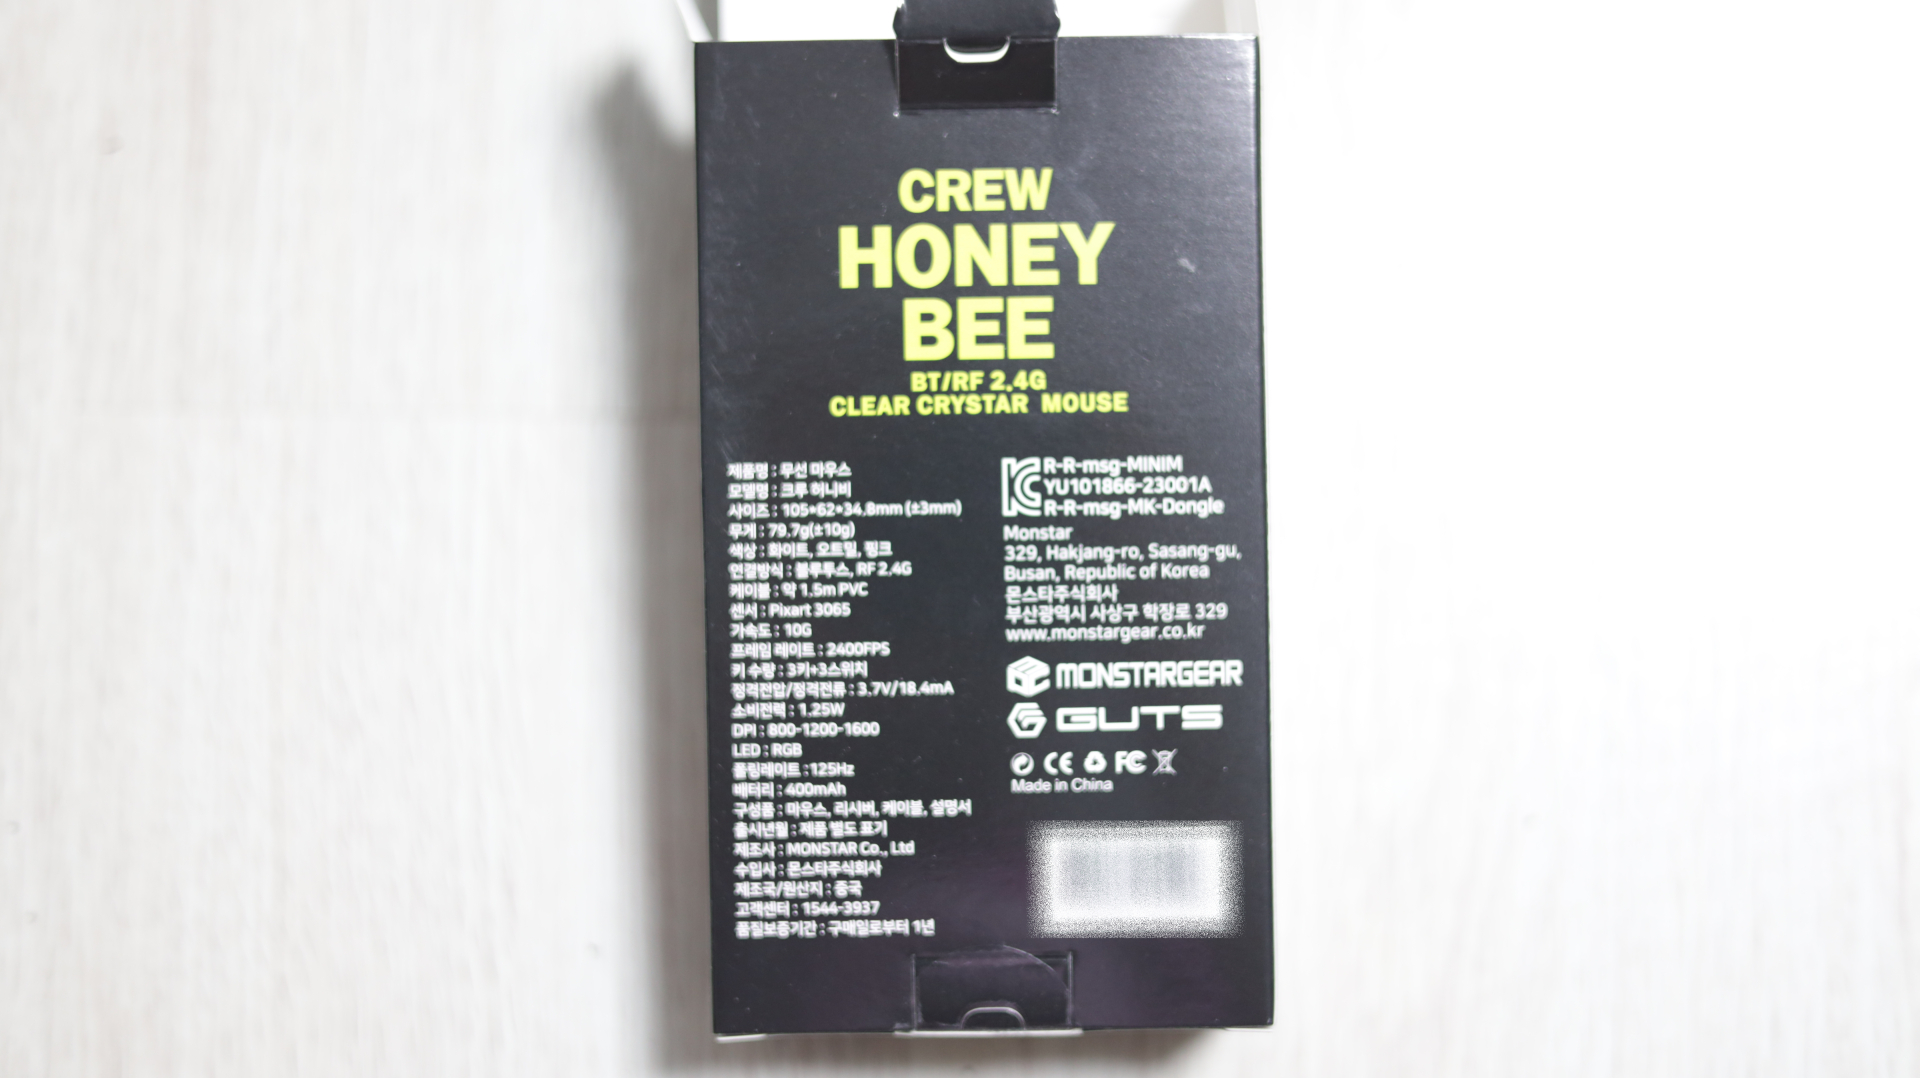 CREW
HONEY
BEE
BT/RF 2.4G
CLEAR CRYSTAR MOUSE
제품명 : 무선 마우스
모델명 : 크루 허니비
사이즈 : 105*62*34.8mm (±3mm)
무게 : 79.7g(±10g)
색상 : 화이트, 오트밀, 핑크
연결방식 : 블루투스, RF 2.4G
케이블 : 약 1.5m PVC
센서 : Pixart 3065
가속도 : 10G
프레임 레이트 : 2400FPS
키 수량 : 3키+3스위치
정격전압/정격전류 : 3.7V/18.4mA
소비전력 : 1.25W
DPI : 800-1200-1600
LED : RGB
폴링레이트 :125Hz
배터리 : 400mAh
구성품 : 마우스, 리시버, 케이블, 설명서
출시년월 : 제품 별도 표기
제조사 : MONSTAR Co., Ltd
수입사 : 몬스타주식회사
제조국/원산지 : 중국
고객센터 : 1544-3937
품질보증기간 : 구매일로부터 1년
R-R-msg-MINIM
YU101866-23001A
R-R-msg-MK-Dongle
Monstar
329, Hakjang-ro, Sasang-gu,
Busan, Republic of Korea
몬스타주식회사
부산광역시 사상구 학장로 329
www.monstargear.co.kr
MONSTARGEAR
GUTS
CE FC
Made in China